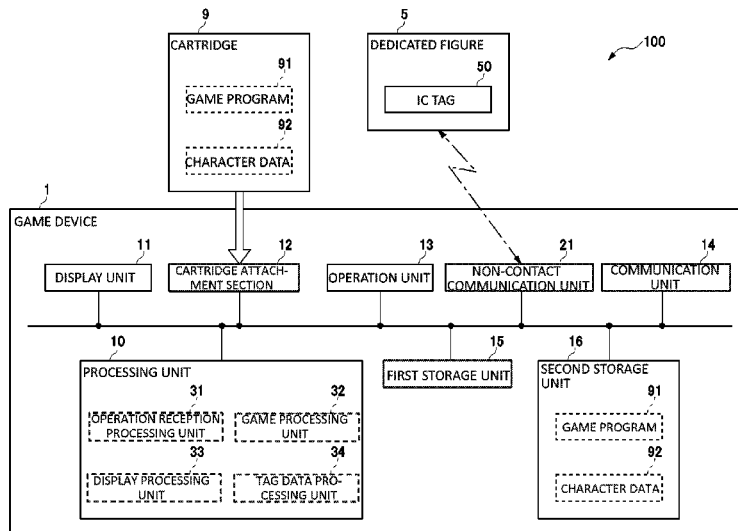 9
CARTRIDGE
91
GAME PROGRAM
92
CHARACTER DATA
5
DEDICATED FIGURE
50
IC TAG
100
1
GAME DEVICE
11
DISPLAY UNIT
12
CARTRIDGE ATTACH-
MENT SECTION
13
OPERATION UNIT
21
NON-CONTACT
COMMUNICATION UNIT
14
COMMUNICATION
UNIT
10
PROCESSING UNIT
31
OPERATION RECEPTION
PROCESSING UNIT
32
GAME PROCESSING
UNIT
33
DISPLAY PROCESSING
UNIT
34
TAG DATA PRO-
CESSING UNIT
15
FIRST STORAGE UNIT
16
SECOND STORAGE
UNIT
91
GAME PROGRAM
92
CHARACTER DATA